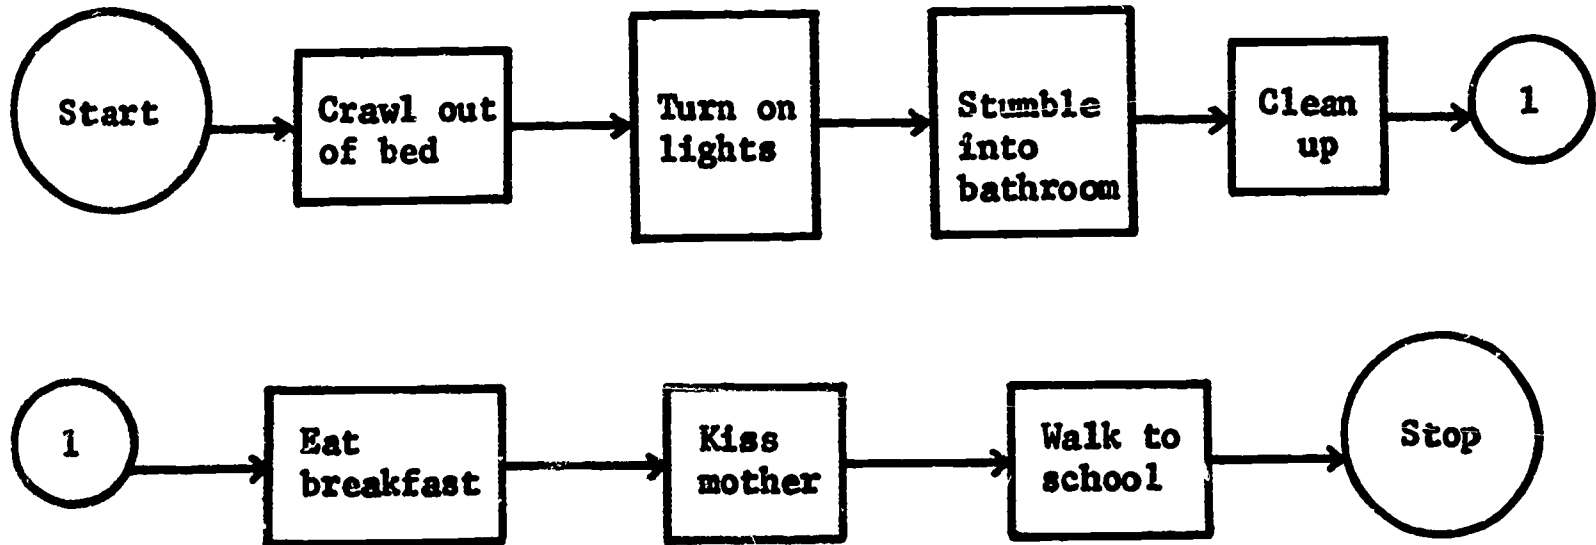 Start
Crawl out
of bed
Turn on
lights
Stumble
into
bathroom
Clean
up
1
1
Eat
breakfast
Kiss
mother
Walk to
school
Stop